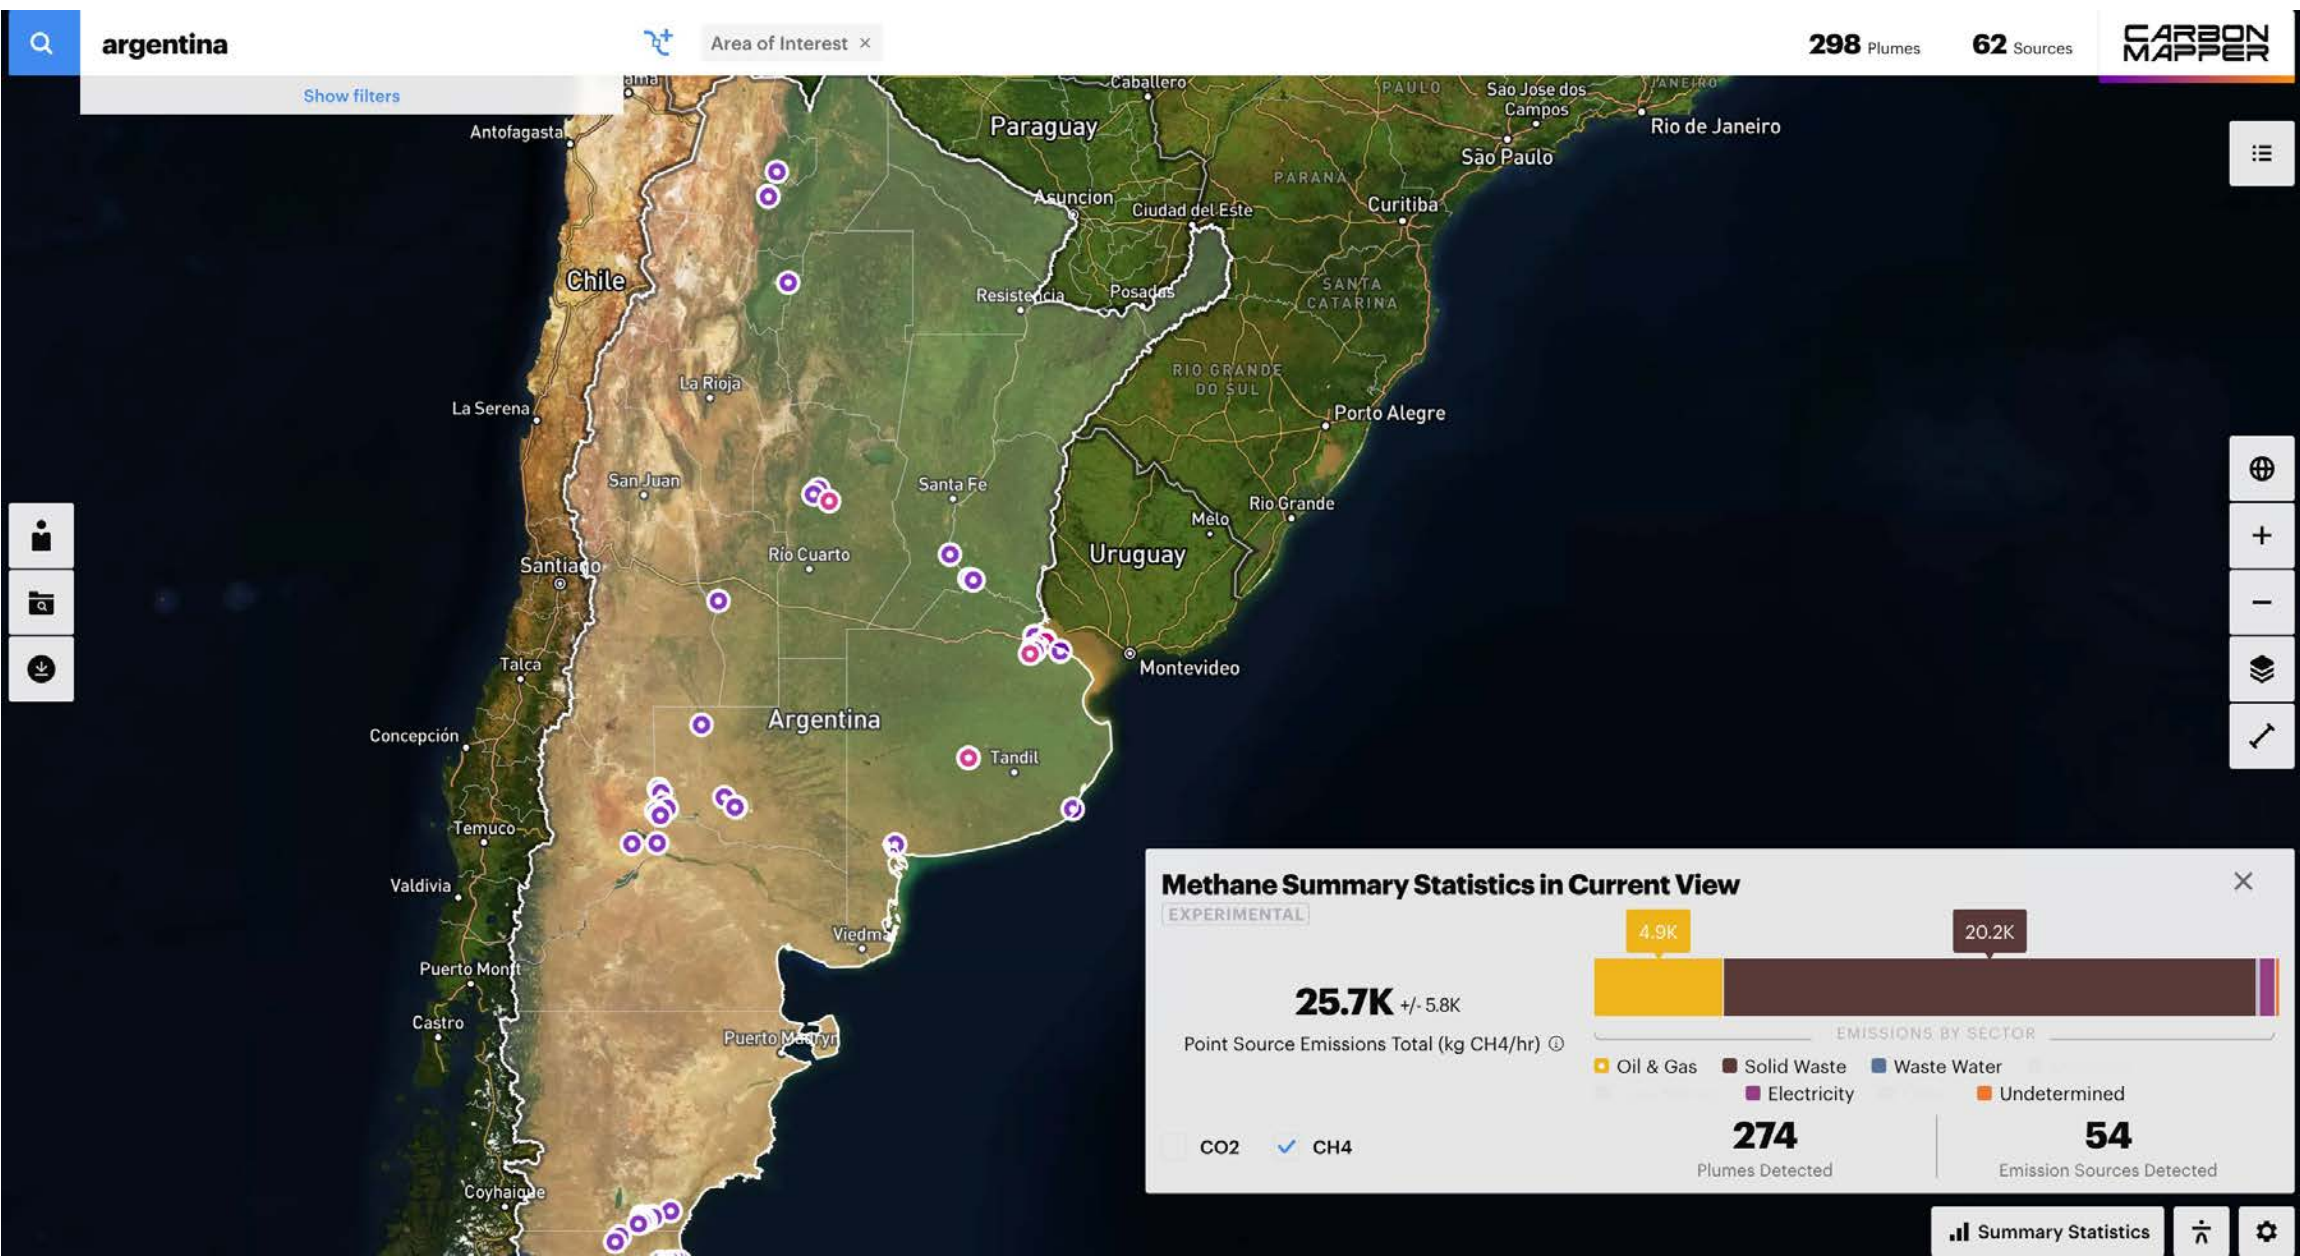 argentina
Area of Interest ×
298 Plumes
62 Sources
CARBON
MAPPER
Show filters
Antofagasta
Caballero
PAULO
Sao Jose dos
Campos
JANEIRO
Rio de Janeiro
Paraguay
São Paulo
PARANÁ
Asuncion
Ciudad del Este
Curitiba
Chile
Resistencia
Posadas
SANTA
CATARINA
La Rioja
RIO GRANDE
DO SUL
La Serena
Porto Alegre
San Juan
Santa Fe
Rio Grande
Melo
Río Cuarto
Uruguay
Santiago
Talca
Montevideo
Concepción
Argentina
Tandil
Temuco
Valdivia
Viedma
Puerto Montt
Castro
Puerto Madryn
Coyhaique
Methane Summary Statistics in Current View
EXPERIMENTAL
4.9K
20.2K
25.7K +/- 5.8K
Point Source Emissions Total (kg CH4/hr)
EMISSIONS BY SECTOR
Oil & Gas
Solid Waste
Waste Water
Electricity
Undetermined
CO2
CH4
274
Plumes Detected
54
Emission Sources Detected
Summary Statistics